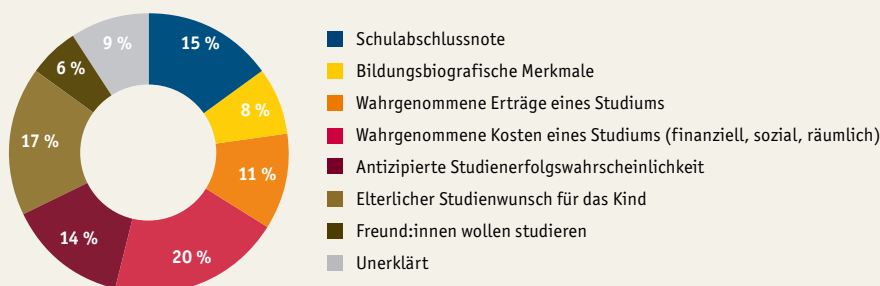 15 %
8 %
11 %
20 %
14 %
17 %
6 %
9 %
Schulabschlussnote
Bildungsbiografische Merkmale
Wahrgenommene Erträge eines Studiums
Wahrgenommene Kosten eines Studiums (finanziell, sozial, räumlich)
Antizipierte Studienerfolgswahrscheinlichkeit
Elterlicher Studienwunsch für das Kind
Freund:innen wollen studieren
Unerklärt